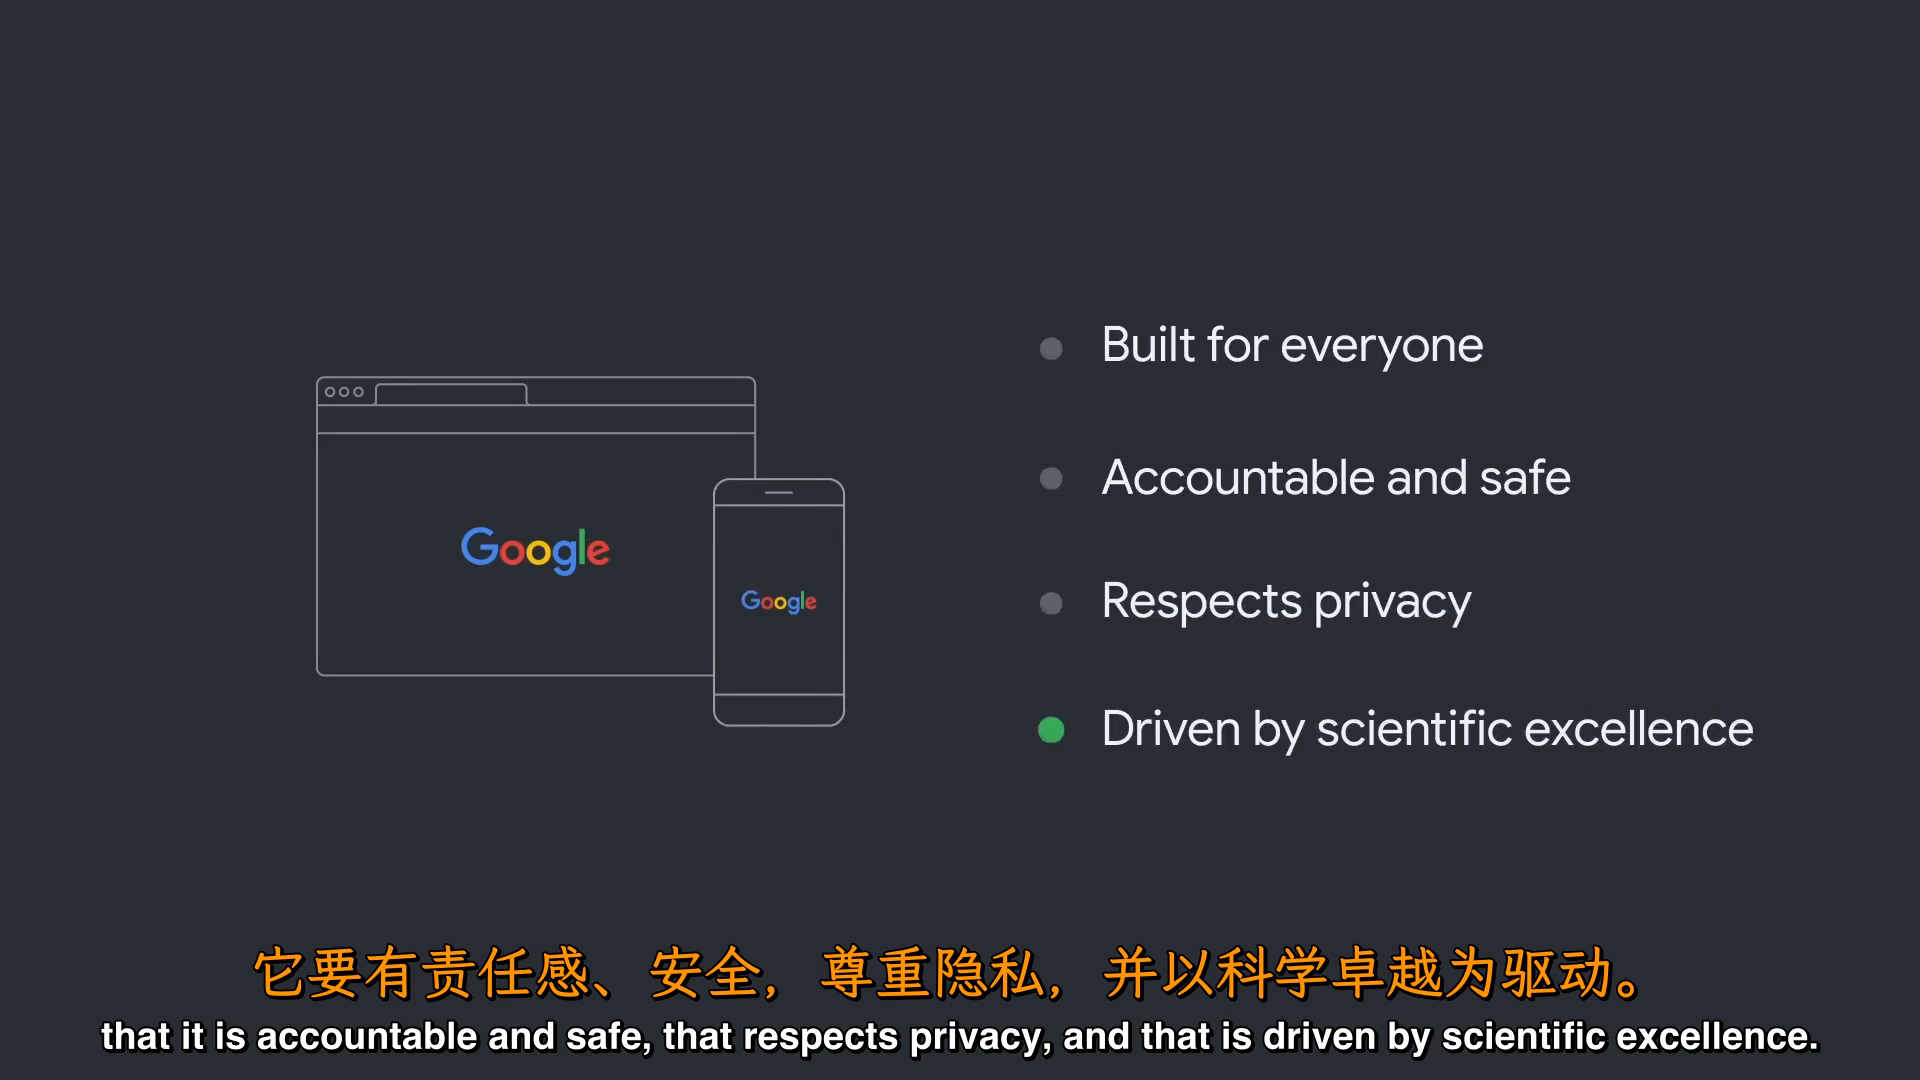 Built for everyone
Accountable and safe
Google
Google
Respects privacy
Driven by scientific excellence
它要有责任感、安全，尊重隐私，并以科学卓越为驱动。
that it is accountable and safe, that respects privacy, and that is driven by scientific excellence.